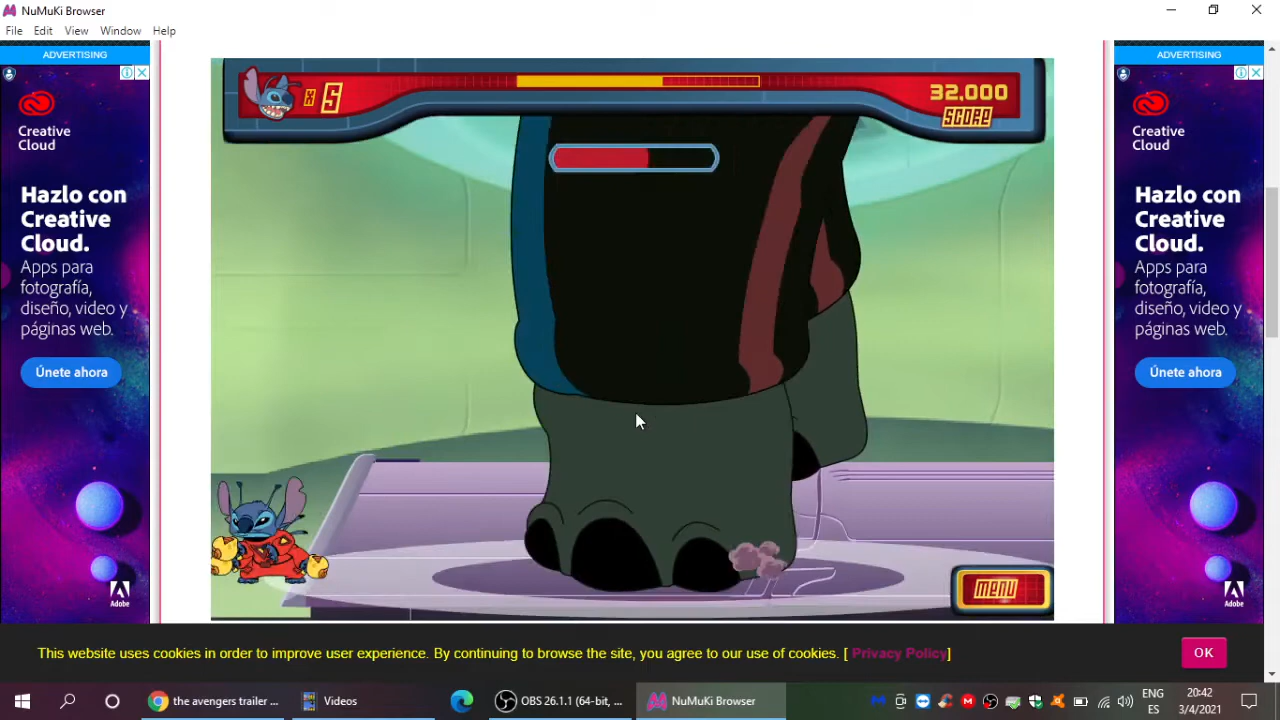 NuMuKi Browser
File Edit View Window Help
ADVERTISING
Creative
Cloud
Hazlo con
Creative
Cloud.
Apps para
fotografía,
diseño, video y
páginas web.
Únete ahora
Adobe
x 5
32,000
SCORE
MENU
ADVERTISING
Creative
Cloud
Hazlo con
Creative
Cloud.
Apps para
fotografía,
diseño, video y
páginas web.
Únete ahora
Adobe
This website uses cookies in order to improve user experience. By continuing to browse the site, you agree to our use of cookies. [ Privacy Policy]
OK
the avengers trailer ...
Videos
OBS 26.1.1 (64-bit, ...
NuMuKi Browser
ENG
ES
20:42
3/4/2021